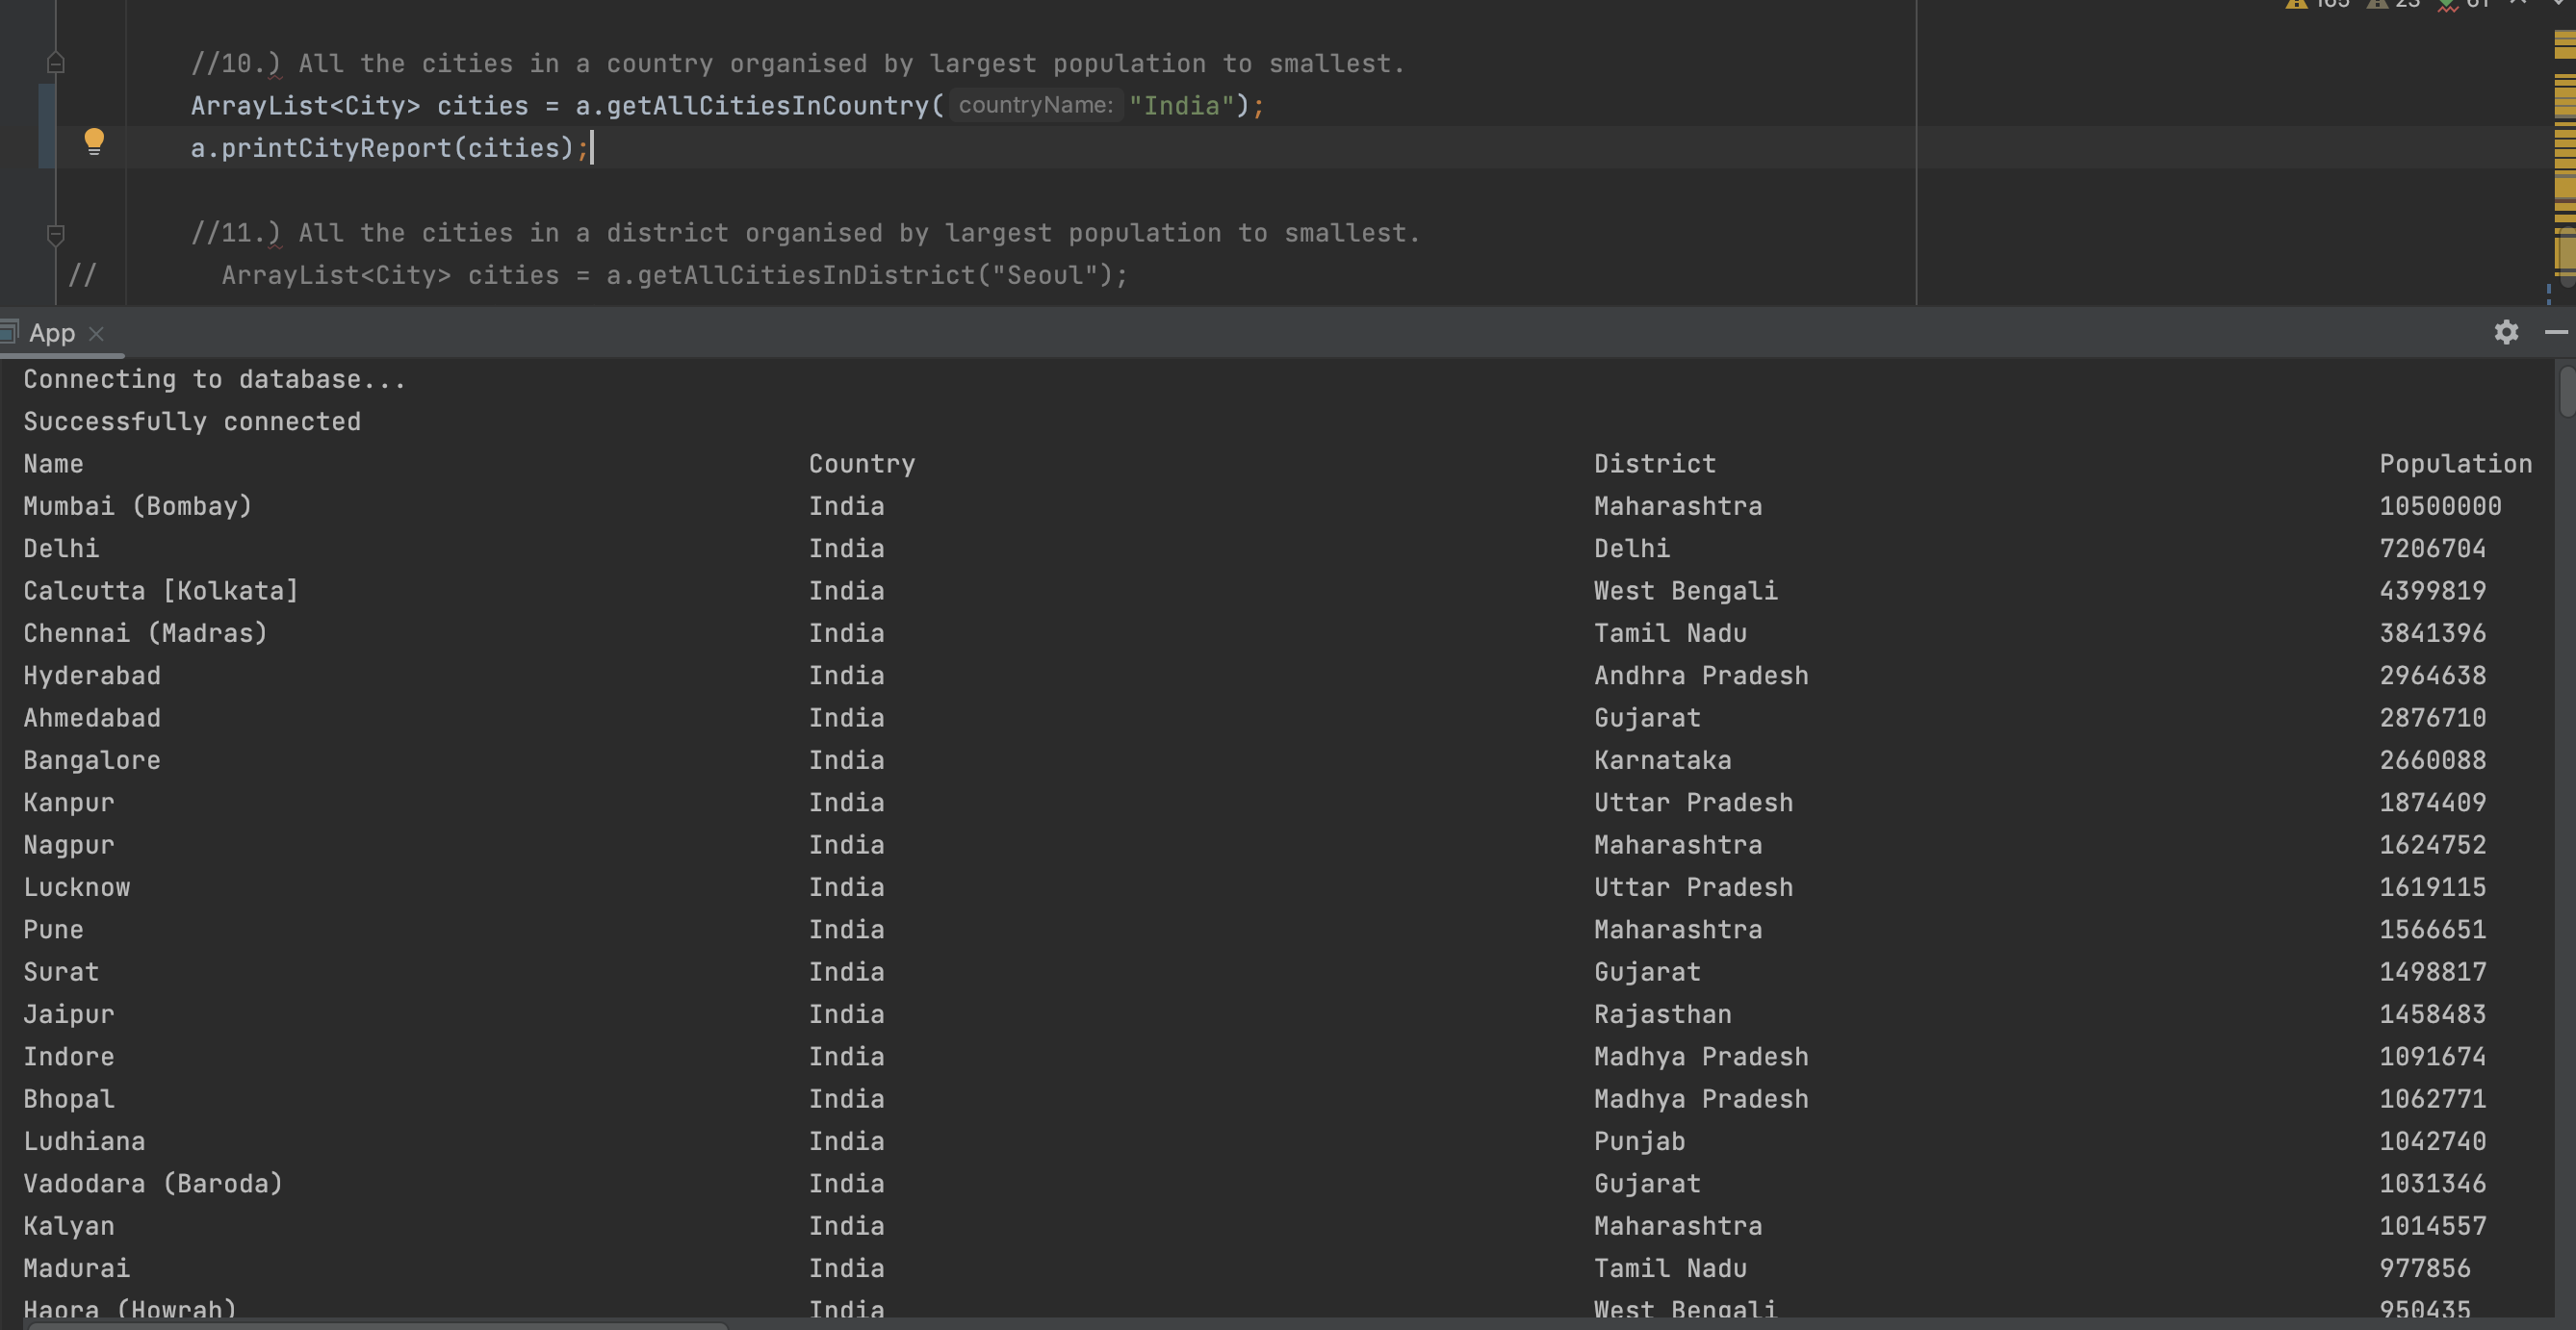 165 23 61
//10.) All the cities in a country organised by largest population to smallest.
ArrayList<City> cities = a.getAllCitiesInCountry( countryName: "India");
a.printCityReport(cities);
//11.) All the cities in a district organised by largest population to smallest.
// ArrayList<City> cities = a.getAllCitiesInDistrict("Seoul");
App
Connecting to database...
Successfully connected
Name Country District Population
Mumbai (Bombay) India Maharashtra 10500000
Delhi India Delhi 7206704
Calcutta [Kolkata] India West Bengali 4399819
Chennai (Madras) India Tamil Nadu 3841396
Hyderabad India Andhra Pradesh 2964638
Ahmedabad India Gujarat 2876710
Bangalore India Karnataka 2660088
Kanpur India Uttar Pradesh 1874409
Nagpur India Maharashtra 1624752
Lucknow India Uttar Pradesh 1619115
Pune India Maharashtra 1566651
Surat India Gujarat 1498817
Jaipur India Rajasthan 1458483
Indore India Madhya Pradesh 1091674
Bhopal India Madhya Pradesh 1062771
Ludhiana India Punjab 1042740
Vadodara (Baroda) India Gujarat 1031346
Kalyan India Maharashtra 1014557
Madurai India Tamil Nadu 977856
Haora (Howrah) India West Bengali 950435